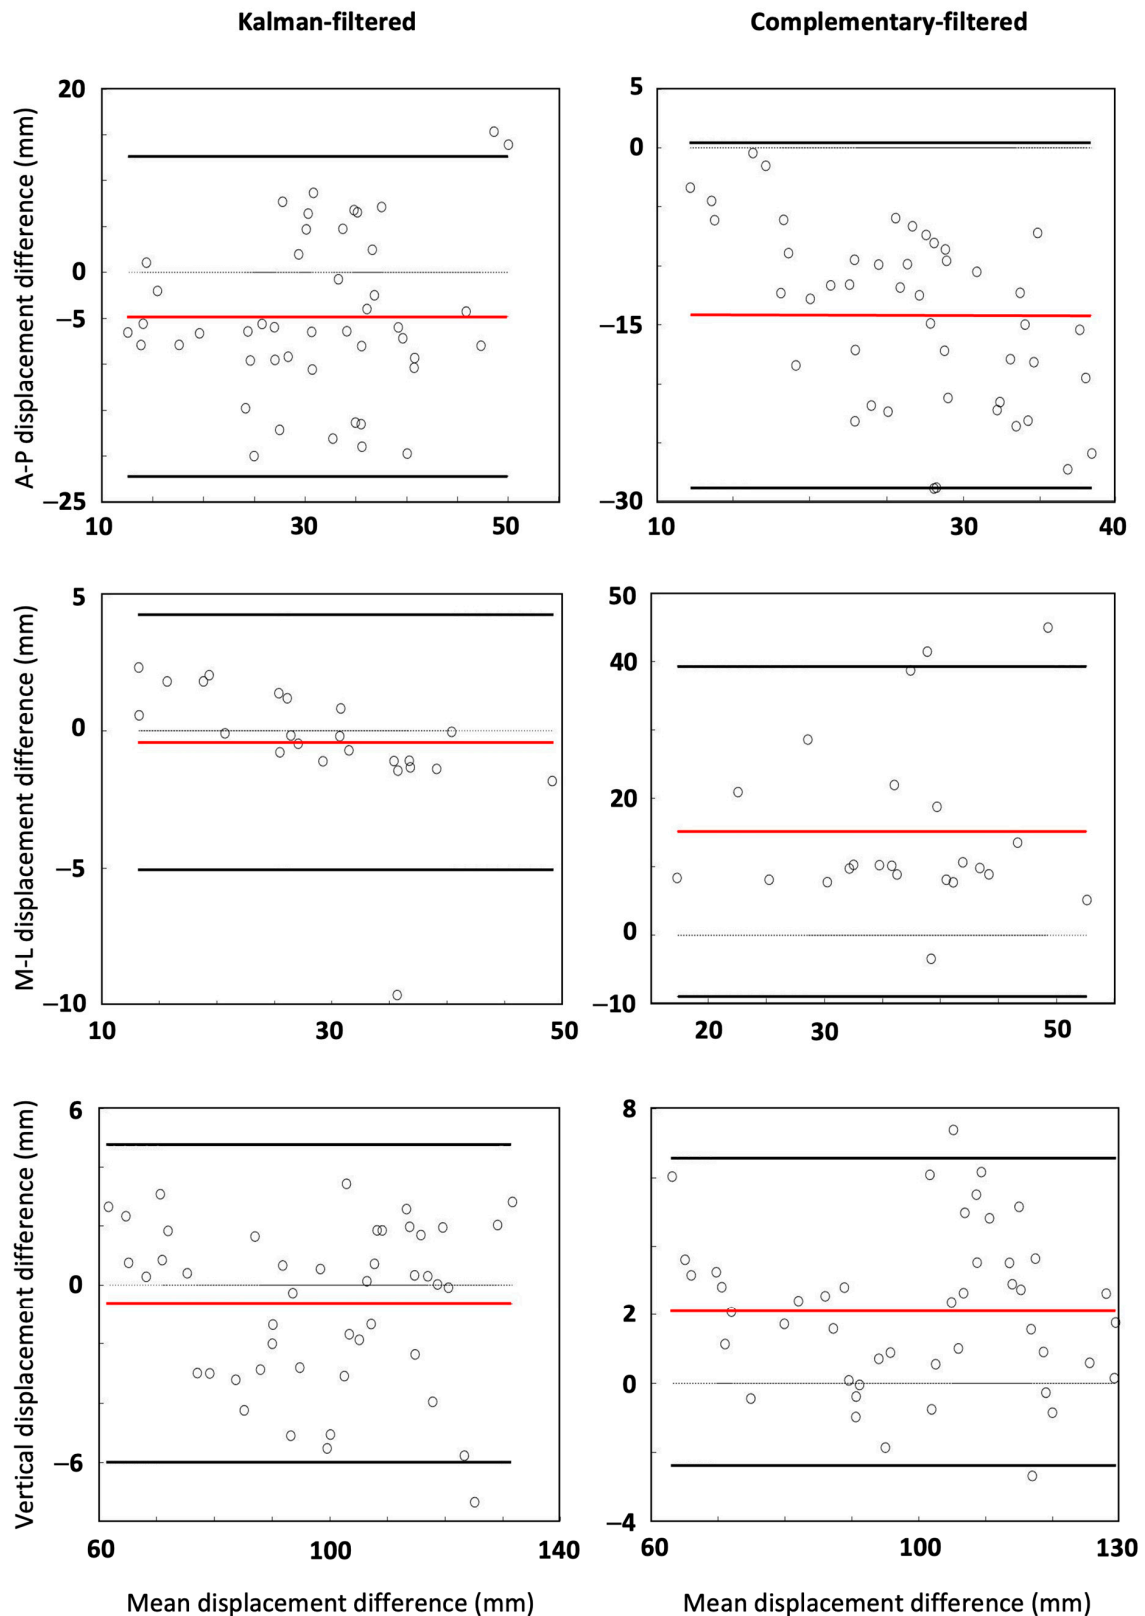 Kalman-filtered
Complementary-filtered
A-P displacement difference (mm)
20
0
−5
−25
10 30 50
5
0
−15
−30
10 30 40
M-L displacement difference (mm)
5
0
−5
−10
10 30 50
50
40
20
0
−10
20 30 50
Vertical displacement difference (mm)
6
0
−6
60 100 140
8
2
0
−4
60 100 130
Mean displacement difference (mm)
Mean displacement difference (mm)